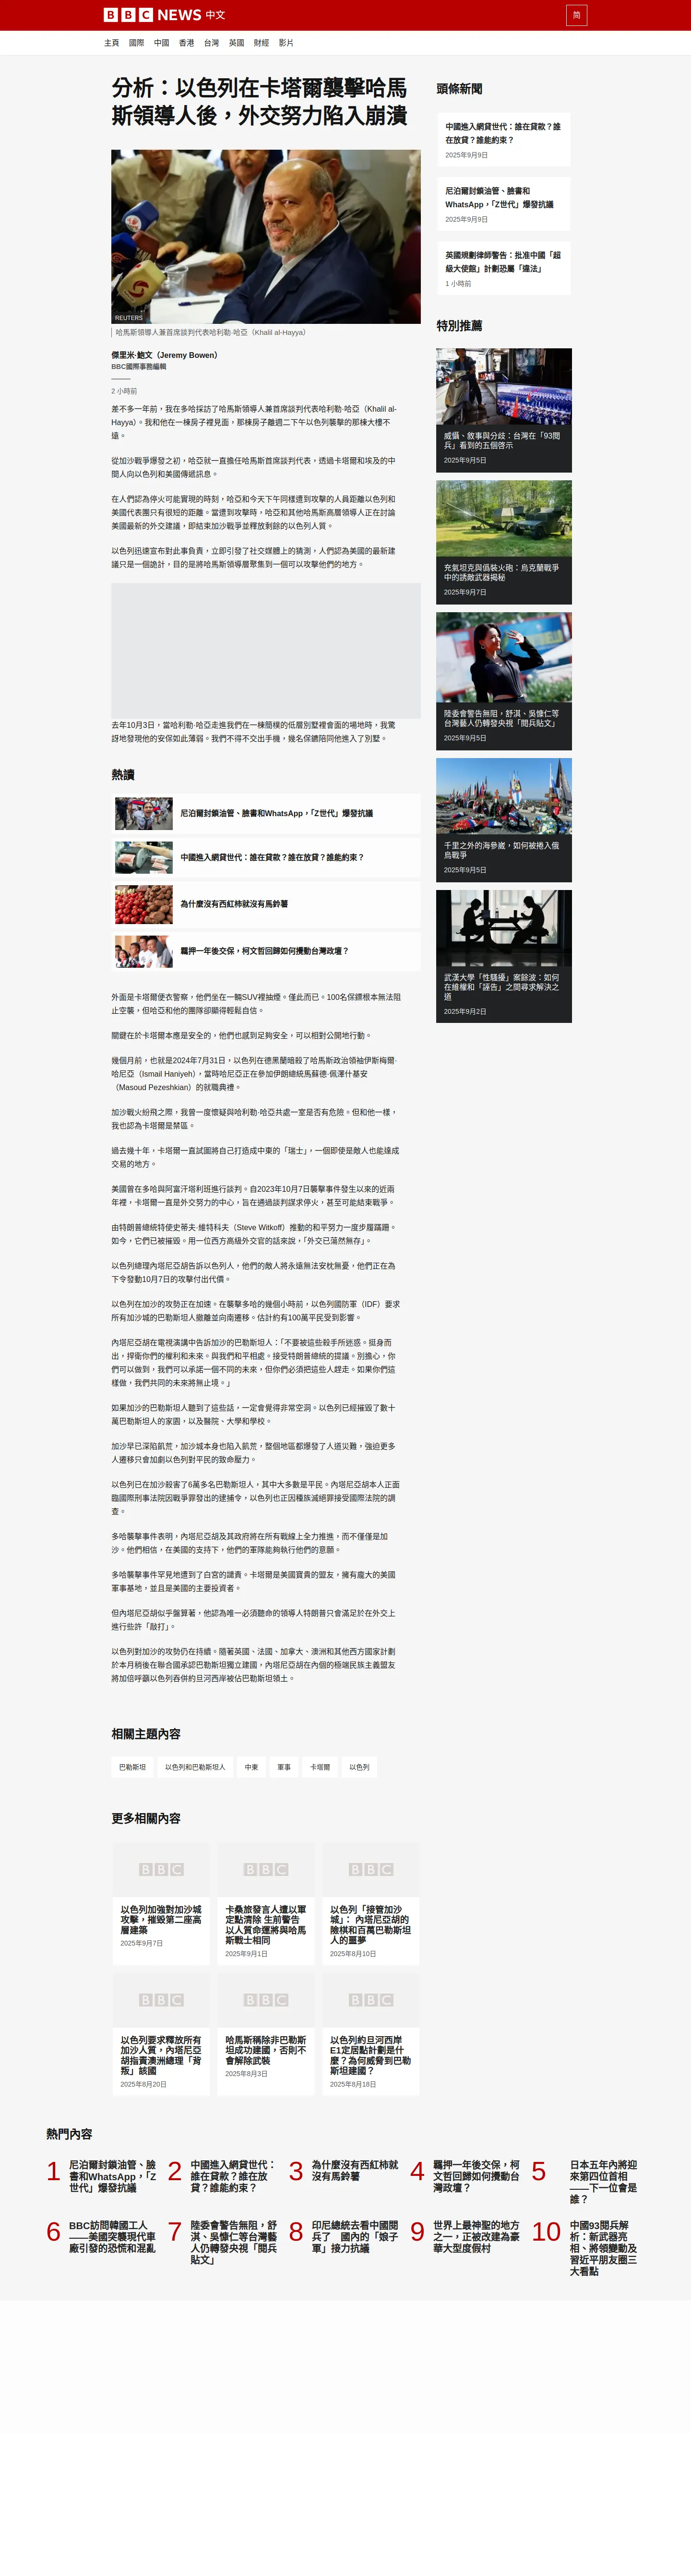 BBC NEWS 中文
简
主頁 國際 中國 香港 台灣 英國 財經 影片
分析：以色列在卡塔爾襲擊哈馬
斯領導人後，外交努力陷入崩潰
REUTERS
哈馬斯領導人兼首席談判代表哈利勒·哈亞（Khalil al-Hayya）
傑里米·鮑文（Jeremy Bowen）
BBC國際事務編輯
2 小時前
差不多一年前，我在多哈採訪了哈馬斯領導人兼首席談判代表哈利勒·哈亞（Khalil al-
Hayya）。我和他在一棟房子裡見面，那棟房子離週二下午以色列襲擊的那棟大樓不
遠。
從加沙戰爭爆發之初，哈亞就一直擔任哈馬斯首席談判代表，透過卡塔爾和埃及的中
間人向以色列和美國傳遞訊息。
在人們認為停火可能實現的時刻，哈亞和今天下午同樣遭到攻擊的人員距離以色列和
美國代表團只有很短的距離。當遭到攻擊時，哈亞和其他哈馬斯高層領導人正在討論
美國最新的外交建議，即結束加沙戰爭並釋放剩餘的以色列人質。
以色列迅速宣布對此事負責，立即引發了社交媒體上的猜測，人們認為美國的最新建
議只是一個詭計，目的是將哈馬斯領導層聚集到一個可以攻擊他們的地方。
去年10月3日，當哈利勒·哈亞走進我們在一棟簡樸的低層別墅裡會面的場地時，我驚
訝地發現他的安保如此薄弱。我們不得不交出手機，幾名保鑣陪同他進入了別墅。
熱讀
尼泊爾封鎖油管、臉書和WhatsApp，「Z世代」爆發抗議
中國進入網貸世代：誰在貸款？誰在放貸？誰能約束？
為什麼沒有西紅柿就沒有馬鈴薯
羈押一年後交保，柯文哲回歸如何攪動台灣政壇？
外面是卡塔爾便衣警察，他們坐在一輛SUV裡抽煙。僅此而已。100名保鏢根本無法阻
止空襲，但哈亞和他的團隊卻顯得輕鬆自信。
關鍵在於卡塔爾本應是安全的，他們也感到足夠安全，可以相對公開地行動。
幾個月前，也就是2024年7月31日，以色列在德黑蘭暗殺了哈馬斯政治領袖伊斯梅爾·
哈尼亞（Ismail Haniyeh），當時哈尼亞正在參加伊朗總統馬蘇德·佩澤什基安
（Masoud Pezeshkian）的就職典禮。
加沙戰火紛飛之際，我曾一度懷疑與哈利勒·哈亞共處一室是否有危險。但和他一樣，
我也認為卡塔爾是禁區。
過去幾十年，卡塔爾一直試圖將自己打造成中東的「瑞士」，一個即使是敵人也能達成
交易的地方。
美國曾在多哈與阿富汗塔利班進行談判。自2023年10月7日襲擊事件發生以來的近兩
年裡，卡塔爾一直是外交努力的中心，旨在通過談判謀求停火，甚至可能結束戰爭。
由特朗普總統特使史蒂夫·維特科夫（Steve Witkoff）推動的和平努力一度步履蹣跚。
如今，它們已被摧毀。用一位西方高級外交官的話來說，「外交已蕩然無存」。
以色列總理內塔尼亞胡告訴以色列人，他們的敵人將永遠無法安枕無憂，他們正在為
下令發動10月7日的攻擊付出代價。
以色列在加沙的攻勢正在加速。在襲擊多哈的幾個小時前，以色列國防軍（IDF）要求
所有加沙城的巴勒斯坦人撤離並向南遷移。估計約有100萬平民受到影響。
內塔尼亞胡在電視演講中告訴加沙的巴勒斯坦人：「不要被這些殺手所迷惑。挺身而
出，捍衛你們的權利和未來。與我們和平相處。接受特朗普總統的提議。別擔心，你
們可以做到，我們可以承諾一個不同的未來，但你們必須把這些人趕走。如果你們這
樣做，我們共同的未來將無止境。」
如果加沙的巴勒斯坦人聽到了這些話，一定會覺得非常空洞。以色列已經摧毀了數十
萬巴勒斯坦人的家園，以及醫院、大學和學校。
加沙早已深陷飢荒，加沙城本身也陷入飢荒，整個地區都爆發了人道災難，強迫更多
人遷移只會加劇以色列對平民的致命壓力。
以色列已在加沙殺害了6萬多名巴勒斯坦人，其中大多數是平民。內塔尼亞胡本人正面
臨國際刑事法院因戰爭罪發出的逮捕令，以色列也正因種族滅絕罪接受國際法院的調
查。
多哈襲擊事件表明，內塔尼亞胡及其政府將在所有戰線上全力推進，而不僅僅是加
沙。他們相信，在美國的支持下，他們的軍隊能夠執行他們的意願。
多哈襲擊事件罕見地遭到了白宮的譴責。卡塔爾是美國寶貴的盟友，擁有龐大的美國
軍事基地，並且是美國的主要投資者。
但內塔尼亞胡似乎盤算著，他認為唯一必須聽命的領導人特朗普只會滿足於在外交上
進行些許「敲打」。
以色列對加沙的攻勢仍在持續。隨著英國、法國、加拿大、澳洲和其他西方國家計劃
於本月稍後在聯合國承認巴勒斯坦獨立建國，內塔尼亞胡在內個的極端民族主義盟友
將加倍呼籲以色列吞併約旦河西岸被佔巴勒斯坦領土。
相關主題內容
巴勒斯坦 以色列和巴勒斯坦人 中東 軍事 卡塔爾 以色列
更多相關內容
BBC BBC BBC
以色列加強對加沙城
攻擊，摧毀第二座高
層建築
2025年9月7日
卡桑旅發言人遭以軍
定點清除 生前警告
以人質命運將與哈馬
斯戰士相同
2025年9月1日
以色列「接管加沙
城」： 內塔尼亞胡的
險棋和百萬巴勒斯坦
人的噩夢
2025年8月10日
BBC BBC BBC
以色列要求釋放所有
加沙人質，內塔尼亞
胡指責澳洲總理「背
叛」該國
2025年8月20日
哈馬斯稱除非巴勒斯
坦成功建國，否則不
會解除武裝
2025年8月3日
以色列約旦河西岸
E1定居點計劃是什
麼？為何威脅到巴勒
斯坦建國？
2025年8月18日
頭條新聞
中國進入網貸世代：誰在貸款？誰
在放貸？誰能約束？
2025年9月9日
尼泊爾封鎖油管、臉書和
WhatsApp，「Z世代」爆發抗議
2025年9月9日
英國規劃律師警告：批准中國「超
級大使館」計劃恐屬「違法」
1 小時前
特別推薦
威懾、敘事與分歧：台灣在「93閱
兵」看到的五個啓示
2025年9月5日
充氣坦克與僞裝火砲：烏克蘭戰爭
中的誘敵武器揭秘
2025年9月7日
陸委會警告無阻，舒淇、吳慷仁等
台灣藝人仍轉發央視「閱兵貼文」
2025年9月5日
千里之外的海參崴，如何被捲入俄
烏戰爭
2025年9月5日
武漢大學「性騷擾」案餘波：如何
在維權和「誣告」之間尋求解決之
道
2025年9月2日
熱門內容
1
尼泊爾封鎖油管、臉
書和WhatsApp，「Z
世代」爆發抗議
2
中國進入網貸世代：
誰在貸款？誰在放
貸？誰能約束？
3
為什麼沒有西紅柿就
沒有馬鈴薯
4
羈押一年後交保，柯
文哲回歸如何攪動台
灣政壇？
5
日本五年內將迎
來第四位首相
——下一位會是
誰？
6
BBC訪問韓國工人
——美國突襲現代車
廠引發的恐慌和混亂
7
陸委會警告無阻，舒
淇、吳慷仁等台灣藝
人仍轉發央視「閱兵
貼文」
8
印尼總統去看中國閱
兵了　國內的「娘子
軍」接力抗議
9
世界上最神聖的地方
之一，正被改建為豪
華大型度假村
10
中國93閱兵解
析：新武器亮
相、將領變動及
習近平朋友圈三
大看點